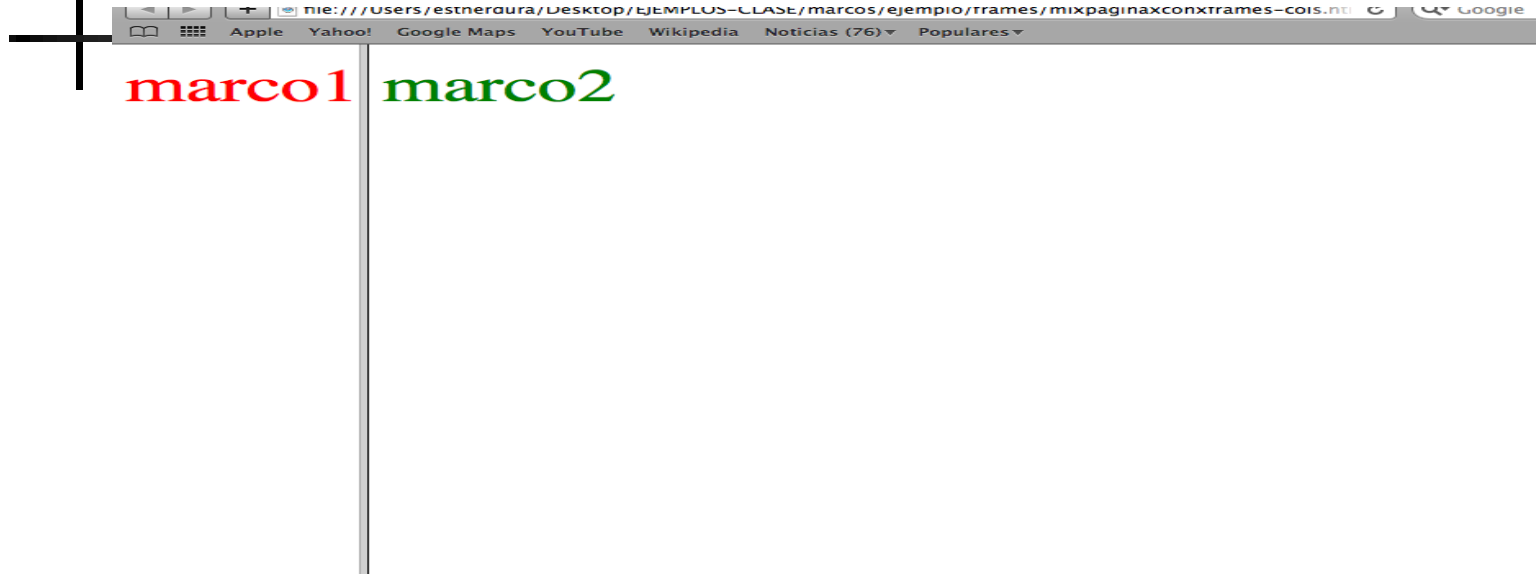 file:///Users/estherdura/Desktop/EJEMPLOS-CLASE/marcos/ejemplo/frames/mixpaginaxconxframes-cols.ht Google
Apple Yahoo! Google Maps YouTube Wikipedia Noticias (76) Populares
marco1 marco2